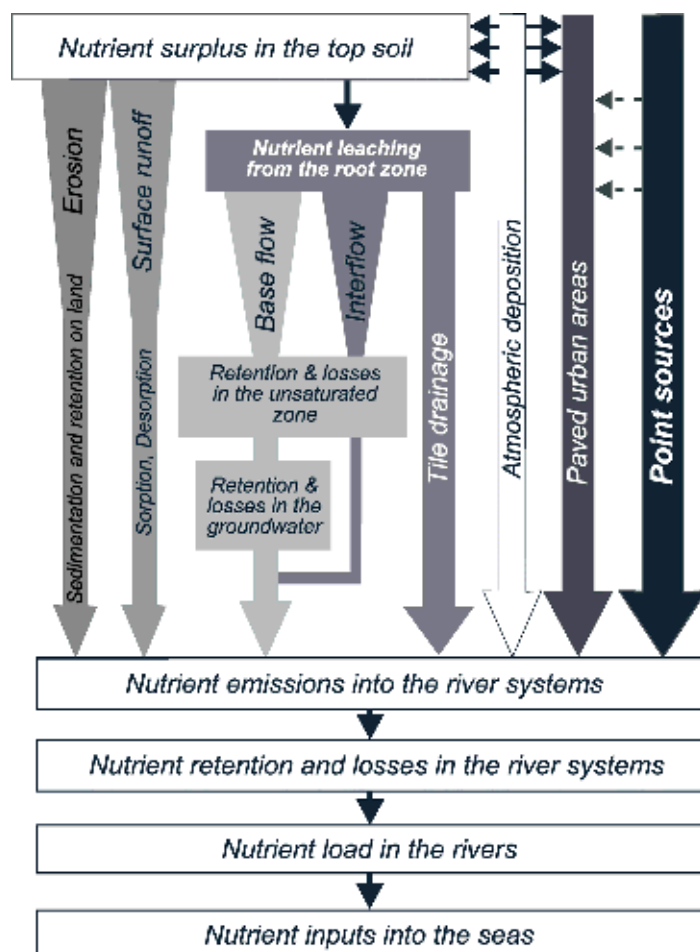 Nutrient surplus in the top soil
Erosion
Sedimentation and retention on land
Surface runoff
Sorption, Desorption
Nutrient leaching
from the root zone
Base flow
Interflow
Retention & losses
in the unsaturated
zone
Retention &
losses in the
groundwater
Tile drainage
Atmospheric deposition
Paved urban areas
Point sources
Nutrient emissions into the river systems
Nutrient retention and losses in the river systems
Nutrient load in the rivers
Nutrient inputs into the seas